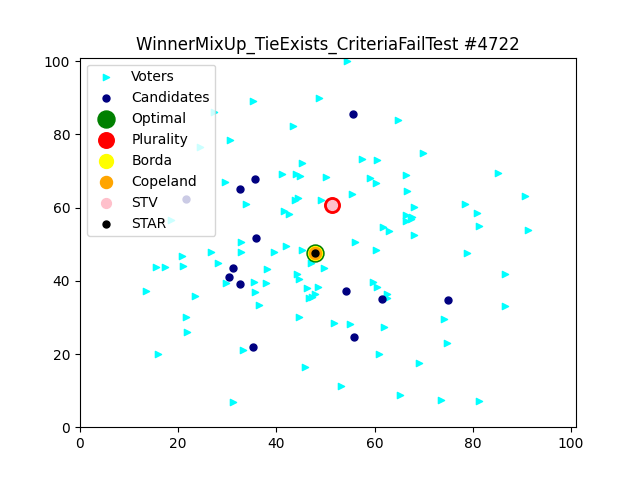 WinnerMixUp_TieExists_CriteriaFailTest #4722
100
80
60
40
20
0
Voters
Candidates
Optimal
Plurality
Borda
Copeland
STV
STAR
0 20 40 60 80 100